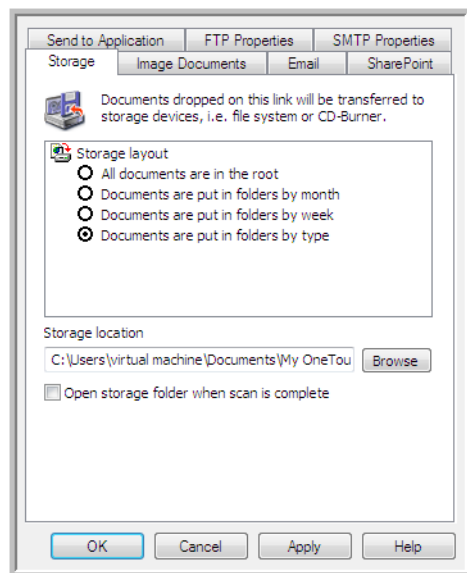 Send to Application FTP Properties SMTP Properties
Storage Image Documents Email SharePoint
Documents dropped on this link will be transferred to
storage devices, i.e. file system or CD-Burner.
Storage layout
All documents are in the root
Documents are put in folders by month
Documents are put in folders by week
Documents are put in folders by type
Storage location
C:\Users\virtual machine\Documents\My OneTou Browse
Open storage folder when scan is complete
OK Cancel Apply Help